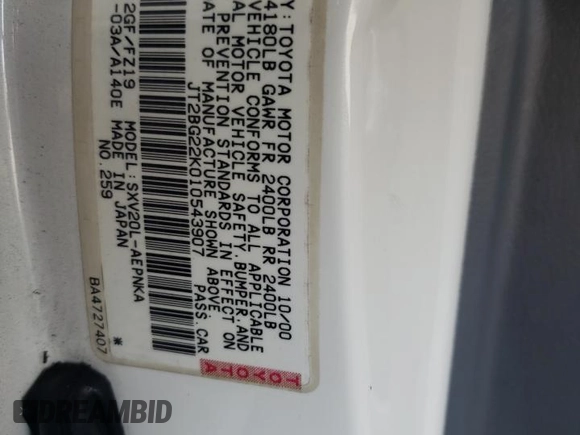 Y: TOYOTA MOTOR CORPORATION 10/00
4180LB GAWR FR 2400LB RR 2400LB
VEHICLE CONFORMS TO ALL APPLICABLE
AL MOTOR VEHICLE SAFETY, BUMPER, AND
PREVENTION STANDARDS IN EFFECT ON
ATE OF MANUFACTURE SHOWN ABOVE.
JT2BG22K010543907 PASS.CAR
2GF/FZ19 MODEL: SXV20L-AEPNKA
-03A/A140E MADE IN JAPAN
NO. 259
BA4727407
*
TOYOTA
DREAMBID